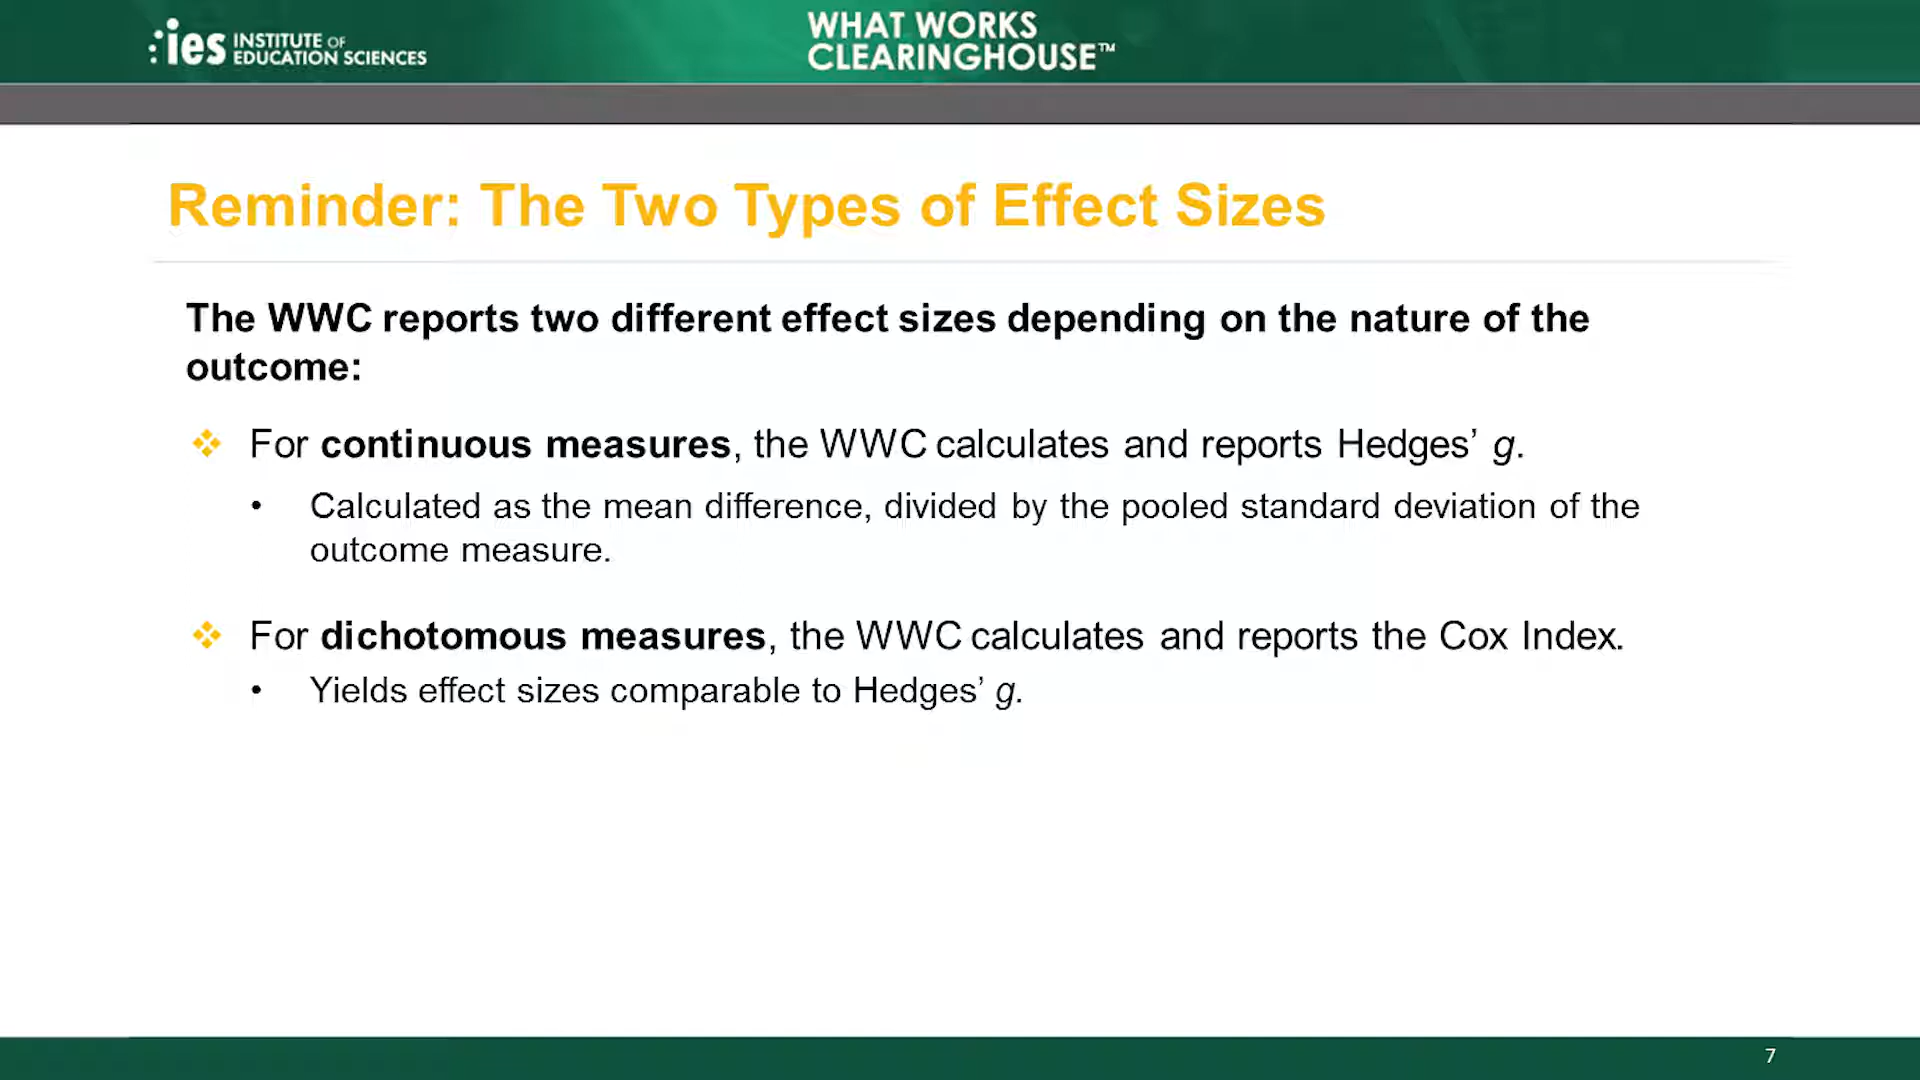 ies INSTITUTE OF
EDUCATION SCIENCES
WHAT WORKS
CLEARINGHOUSE™
Reminder: The Two Types of Effect Sizes
The WWC reports two different effect sizes depending on the nature of the
outcome:
❖ For continuous measures, the WWC calculates and reports Hedges’ g.
• Calculated as the mean difference, divided by the pooled standard deviation of the
outcome measure.
❖ For dichotomous measures, the WWC calculates and reports the Cox Index.
• Yields effect sizes comparable to Hedges’ g.
7